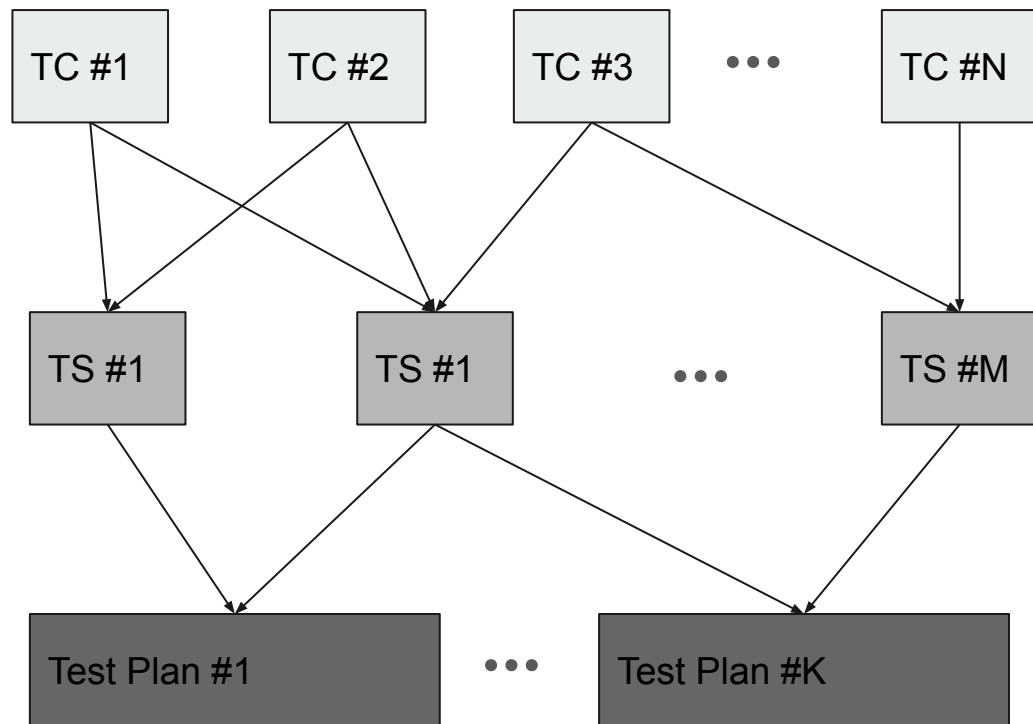 TC #1
TC #2
TC #3
•••
TC #N
TS #1
TS #1
•••
TS #M
Test Plan #1
•••
Test Plan #K